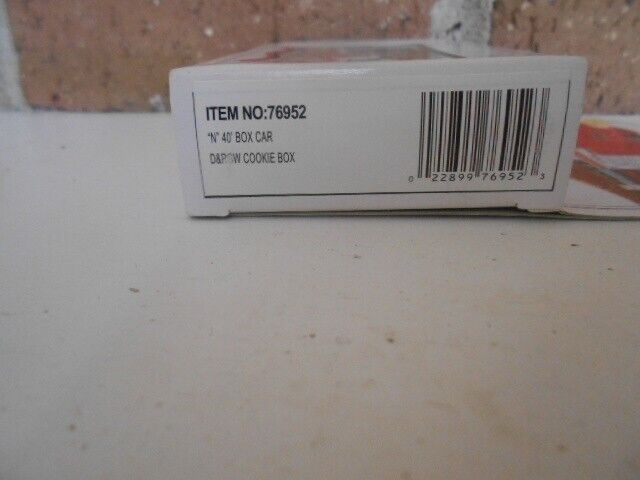 ITEM NO:76952
"N" 40' BOX CAR
D&RGW COOKIE BOX
0 22899 76952 3